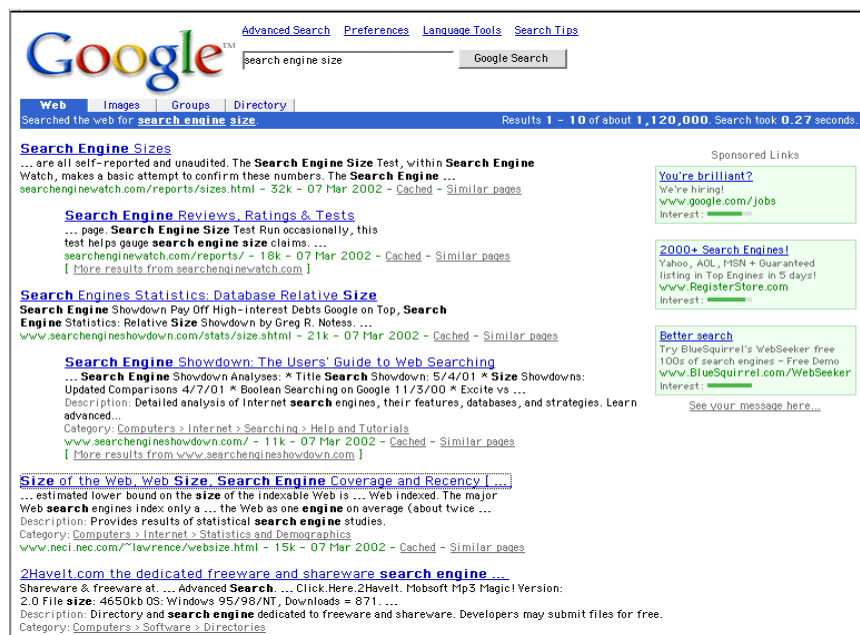 Google™
Advanced Search Preferences Language Tools Search Tips
search engine size Google Search
Web Images Groups Directory
Searched the web for search engine size. Results 1 - 10 of about 1,120,000. Search took 0.27 seconds.
Search Engine Sizes
... are all self-reported and unaudited. The Search Engine Size Test, within Search Engine
Watch, makes a basic attempt to confirm these numbers. The Search Engine ...
searchenginewatch.com/reports/sizes.html - 32k - 07 Mar 2002 - Cached - Similar pages
Search Engine Reviews, Ratings & Tests
... page. Search Engine Size Test Run occasionally, this
test helps gauge search engine size claims. ...
searchenginewatch.com/reports/ - 18k - 07 Mar 2002 - Cached - Similar pages
[ More results from searchenginewatch.com ]
Search Engines Statistics: Database Relative Size
Search Engine Showdown Pay Off High-interest Debts Google on Top, Search
Engine Statistics: Relative Size Showdown by Greg R. Notess. ...
www.searchengineshowdown.com/stats/size.shtml - 21k - 07 Mar 2002 - Cached - Similar pages
Search Engine Showdown: The Users' Guide to Web Searching
... Search Engine Showdown Analyses: * Title Search Showdown: 5/4/01 * Size Showdowns:
Updated Comparisons 4/7/01 * Boolean Searching on Google 11/3/00 * Excite vs ...
Description: Detailed analysis of Internet search engines, their features, databases, and strategies. Learn
advanced...
Category: Computers > Internet > Searching > Help and Tutorials
www.searchengineshowdown.com/ - 11k - 07 Mar 2002 - Cached - Similar pages
[ More results from www.searchengineshowdown.com ]
Size of the Web, Web Size, Search Engine Coverage and Recency [ ...
... estimated lower bound on the size of the indexable Web is ... Web indexed. The major
Web search engines index only a ... the Web as one engine on average (about twice ...
Description: Provides results of statistical search engine studies.
Category: Computers > Internet > Statistics and Demographics
www.neci.nec.com/~lawrence/websize.html - 15k - 07 Mar 2002 - Cached - Similar pages
2HaveIt.com the dedicated freeware and shareware search engine ...
Shareware & freeware at. ... Advanced Search. ... Click.Here.2HaveIt. Mobsoft Mp3 Magic! Version:
2.0 File size: 4650kb OS: Windows 95/98/NT, Downloads = 871. ...
Description: Directory and search engine dedicated to freeware and shareware. Developers may submit files for free.
Category: Computers > Software > Directories
Sponsored Links
You're brilliant?
We're hiring!
www.google.com/jobs
Interest:
2000+ Search Engines!
Yahoo, AOL, MSN + Guaranteed
listing in Top Engines in 5 days!
www.RegisterStore.com
Interest:
Better search
Try BlueSquirrel's WebSeeker free
100s of search engines - Free Demo
www.BlueSquirrel.com/WebSeeker
Interest:
See your message here...